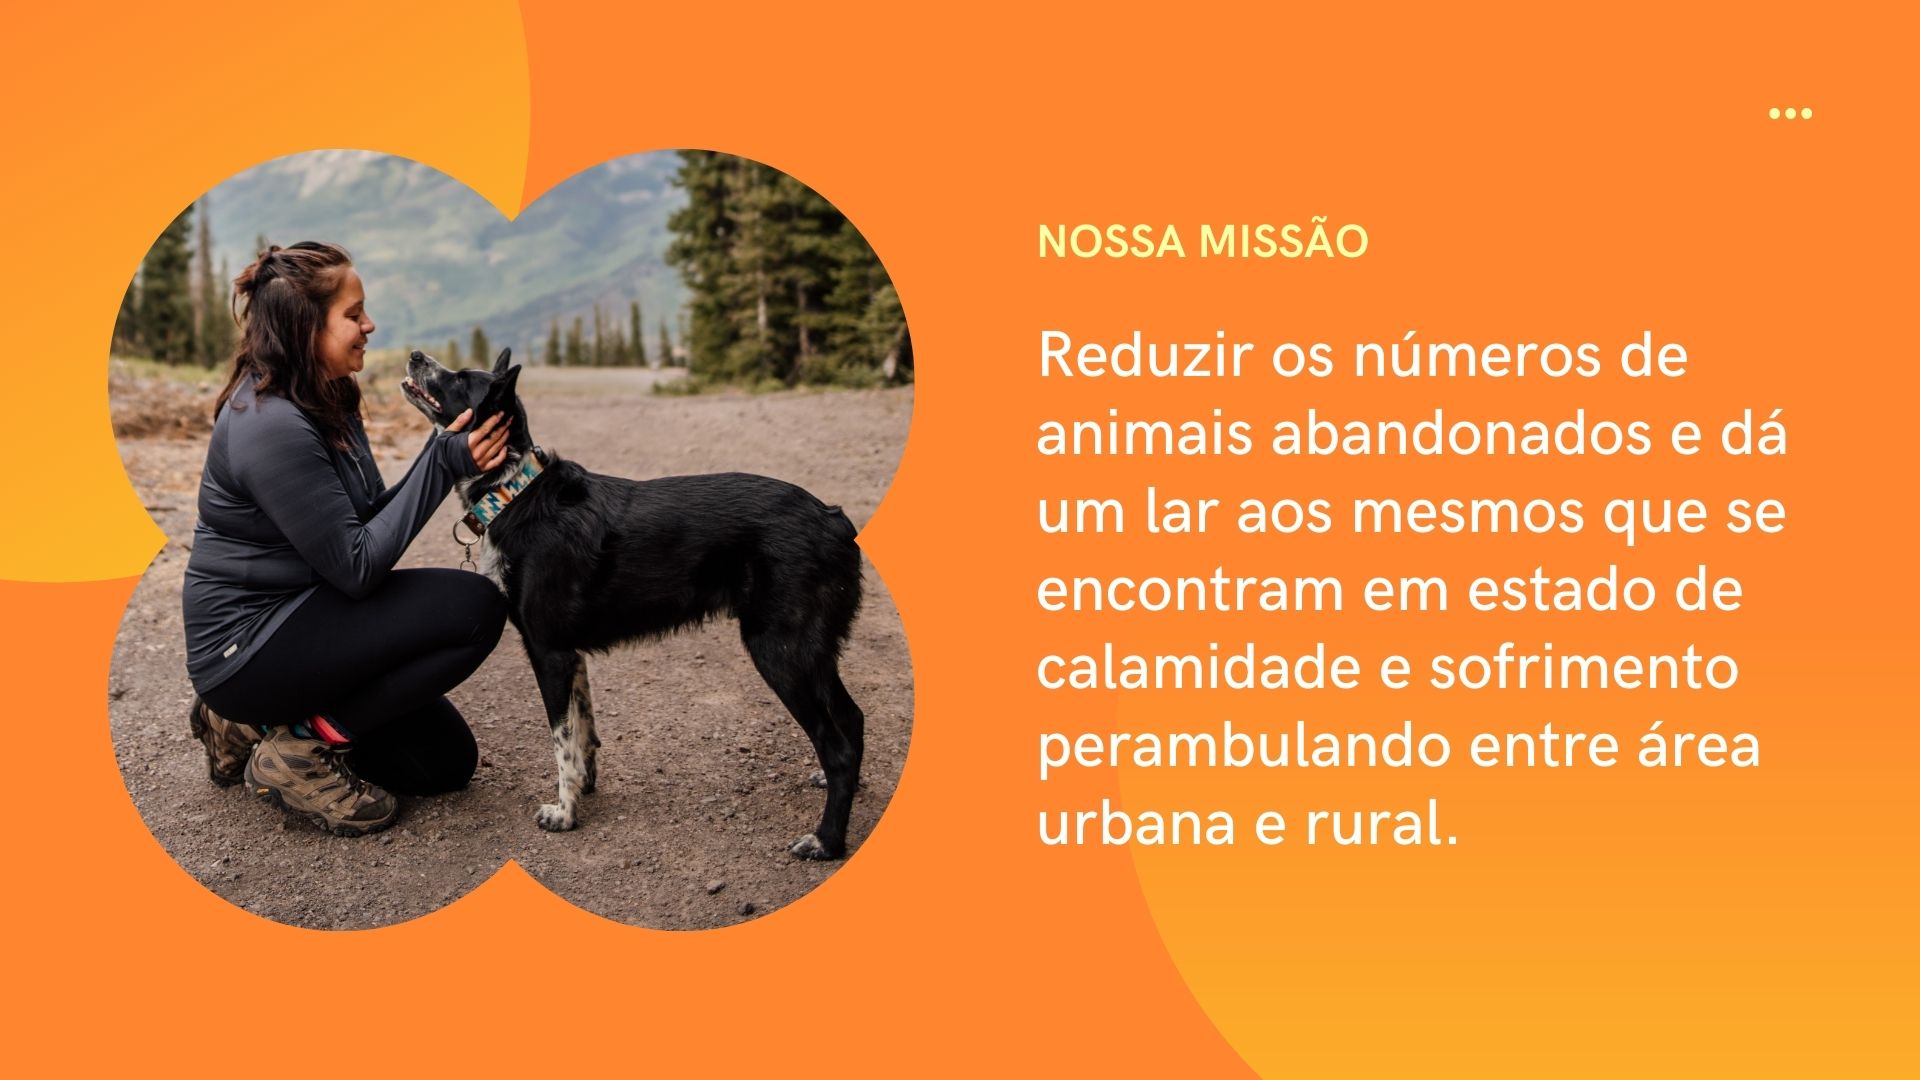 NOSSA MISSÃO
Reduzir os números de
animais abandonados e dá
um lar aos mesmos que se
encontram em estado de
calamidade e sofrimento
perambulando entre área
urbana e rural.